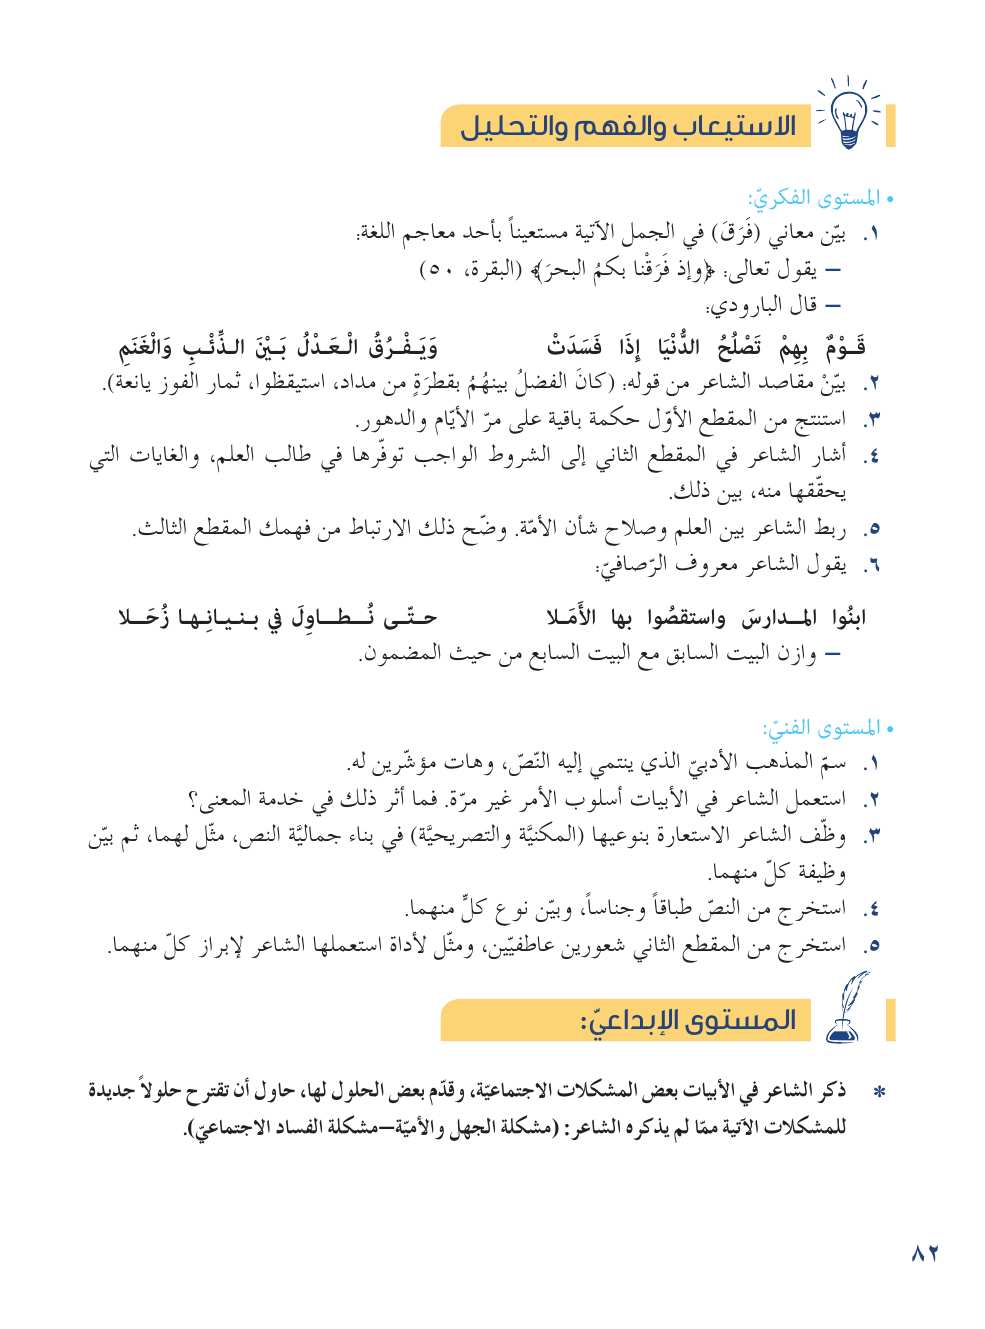 الاستيعاب والفهم والتحليل
• المستوى الفكريّ:
١. بيّن معاني (فَرَقَ) في الجمل الآتية مستعيناً بأحد معاجم اللغة:
– يقول تعالى: ﴿وإذ فَرَقْنا بكمُ البحرَ﴾ (البقرة، ٥٠)
– قال البارودي:
قَـوْمٌ بِهِمْ تَصْلُحُ الدُّنْيَا إِذَا فَسَدَتْ وَيَـفْـرُقُ الْـعَـدْلُ بَـيْنَ الـذِّئْـبِ وَالْغَنَمِ
٢. بيّنْ مقاصد الشاعر من قوله: (كانَ الفضلُ بينهُمُ بقطرَةٍ من مداد، استيقظوا، ثمار الفوز يانعة).
٣. استنتج من المقطع الأوّل حكمة باقية على مرّ الأيّام والدهور.
٤. أشار الشاعر في المقطع الثاني إلى الشروط الواجب توفّرها في طالب العلم، والغايات التي
يحقّقها منه، بين ذلك.
٥. ربط الشاعر بين العلم وصلاح شأن الأمّة. وضّح ذلك الارتباط من فهمك المقطع الثالث.
٦. يقول الشاعر معروف الرّصافيّ:
ابنُوا المـدارسَ واستقصُوا بها الأَمَـلا حـتّـى نُـطـاوِلَ في بـنـيـانِـهـا زُحَـلا
– وازن البيت السابق مع البيت السابع من حيث المضمون.
• المستوى الفنيّ:
١. سمّ المذهب الأدبيّ الذي ينتمي إليه النّصّ، وهات مؤشّرين له.
٢. استعمل الشاعر في الأبيات أسلوب الأمر غير مرّة. فما أثر ذلك في خدمة المعنى؟
٣. وظّف الشاعر الاستعارة بنوعيها (المكنيَّة والتصريحيَّة) في بناء جماليَّة النص، مثّل لهما، ثم بيّن
وظيفة كلّ منهما.
٤. استخرج من النصّ طباقاً وجناساً، وبيّن نوع كلٍّ منهما.
٥. استخرج من المقطع الثاني شعورين عاطفيّين، ومثّل لأداة استعملها الشاعر لإبراز كلّ منهما.
المستوى الإبداعيّ:
* ذكر الشاعر في الأبيات بعض المشكلات الاجتماعيّة، وقدّم بعض الحلول لها، حاول أن تقترح حلولاً جديدة
للمشكلات الآتية ممّا لم يذكره الشاعر: (مشكلة الجهل والأميّة–مشكلة الفساد الاجتماعيّ).
٨٢